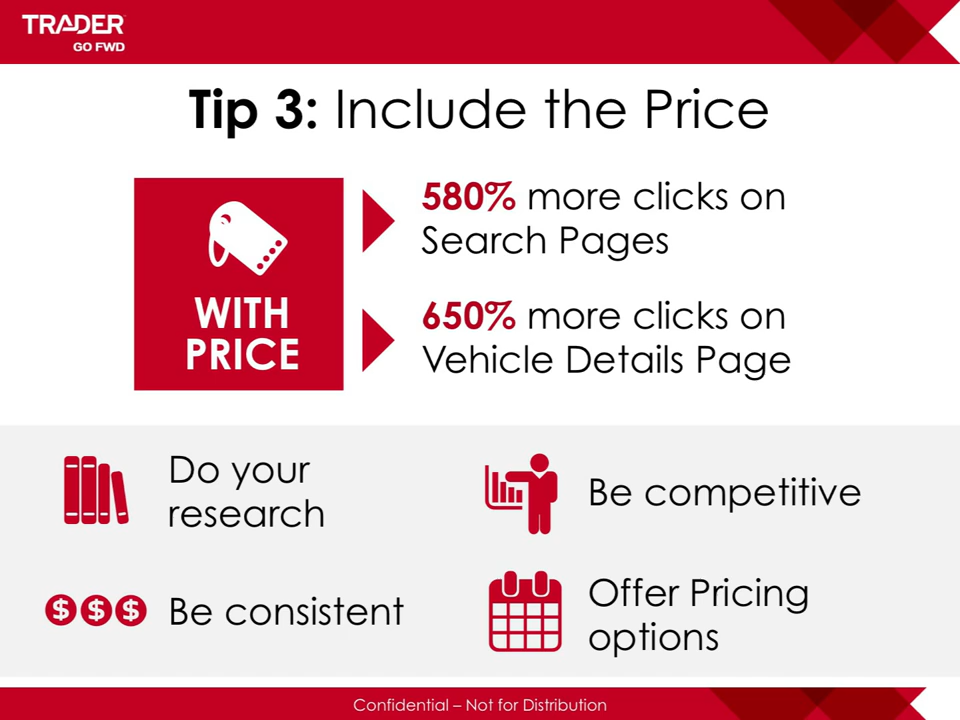 TRADER
GO FWD
Tip 3: Include the Price
WITH
PRICE
580% more clicks on
Search Pages
650% more clicks on
Vehicle Details Page
Do your
research
Be competitive
$ $ $ Be consistent
Offer Pricing
options
Confidential – Not for Distribution